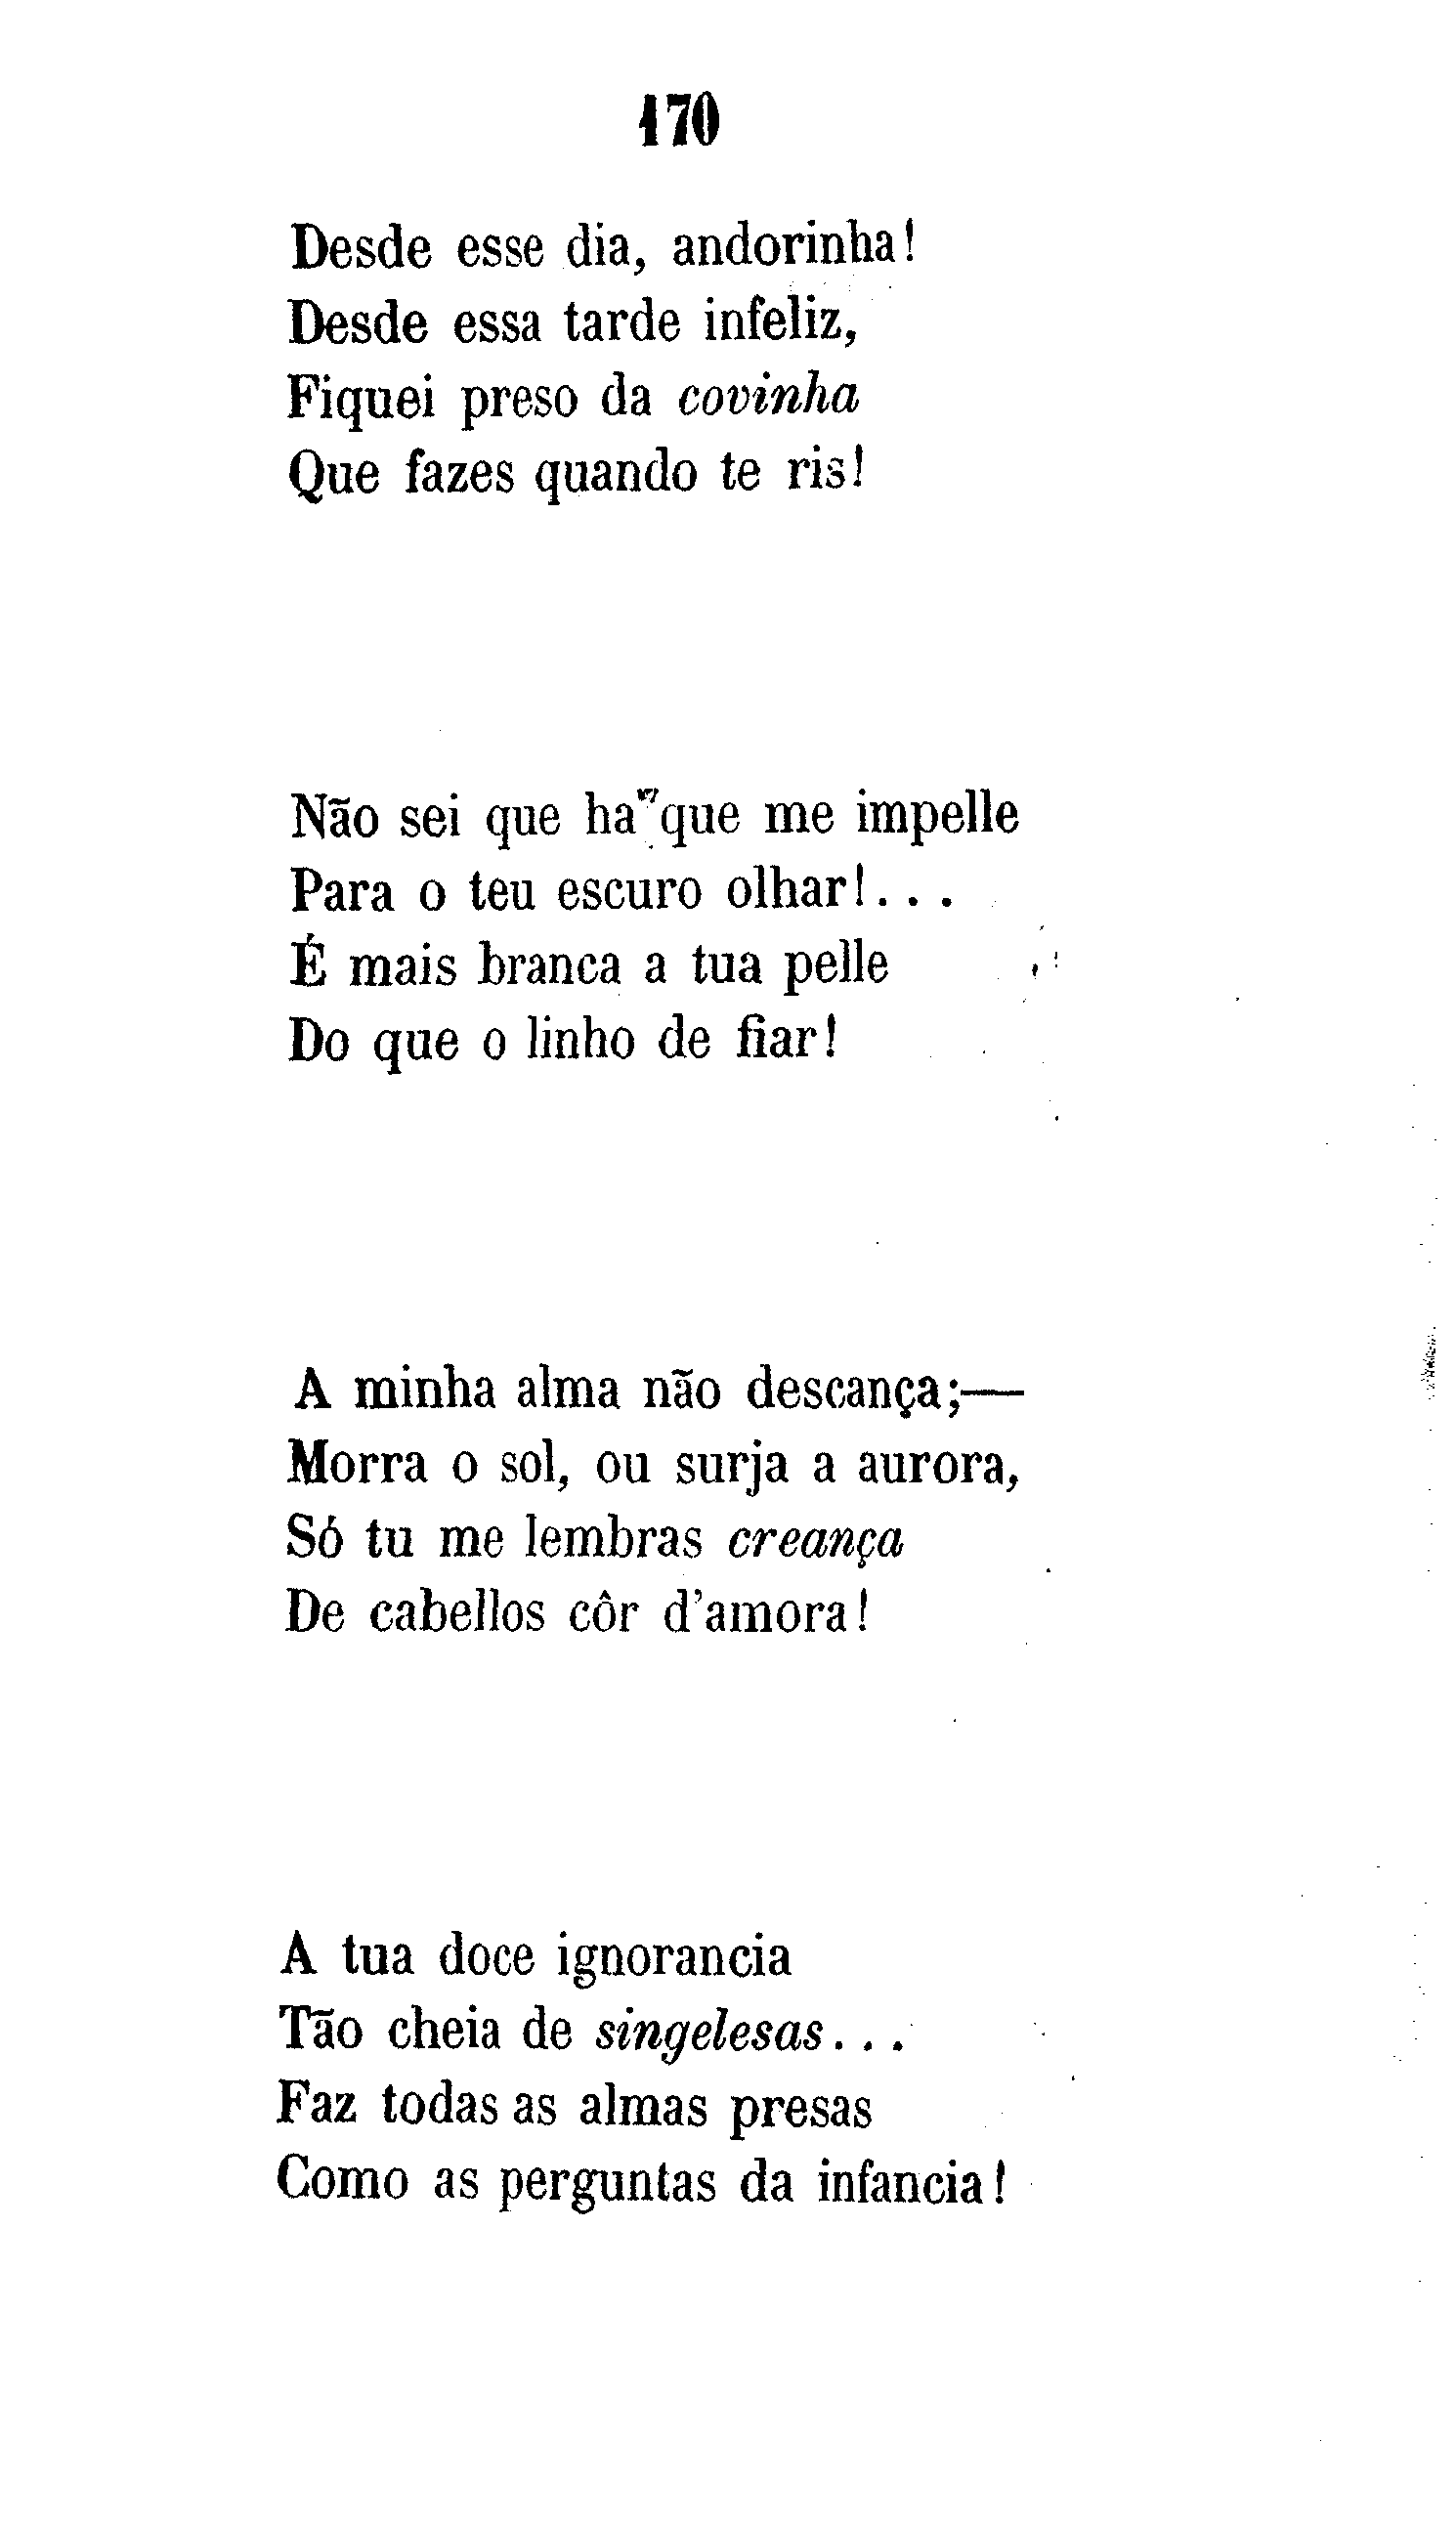 170
Desde esse dia, andorinha!
Desde essa tarde infeliz,
Fiquei preso da covinha
Que fazes quando te ris!
Não sei que ha que me impelle
Para o teu escuro olhar!...
É mais branca a tua pelle
Do que o linho de fiar!
A minha alma não descança;—
Morra o sol, ou surja a aurora,
Só tu me lembras creança
De cabellos côr d'amora!
A tua doce ignorancia
Tão cheia de singelesas...
Faz todas as almas presas
Como as perguntas da infancia!